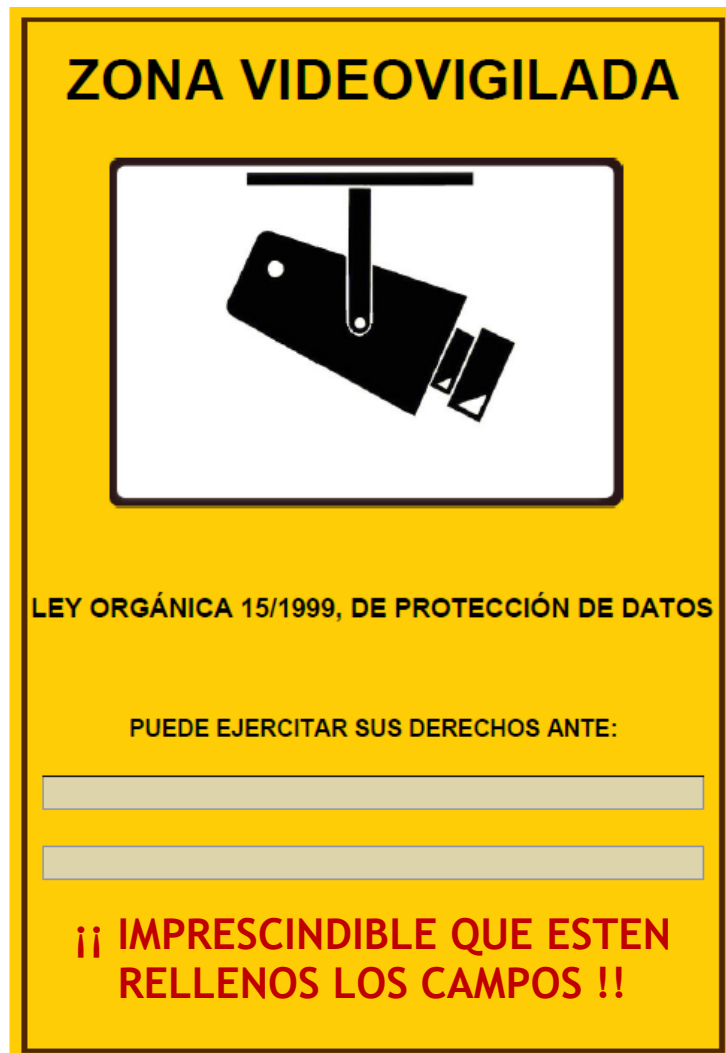 ZONA VIDEOVIGILADA
LEY ORGÁNICA 15/1999, DE PROTECCIÓN DE DATOS
PUEDE EJERCITAR SUS DERECHOS ANTE:
¡¡ IMPRESCINDIBLE QUE ESTEN
RELLENOS LOS CAMPOS !!